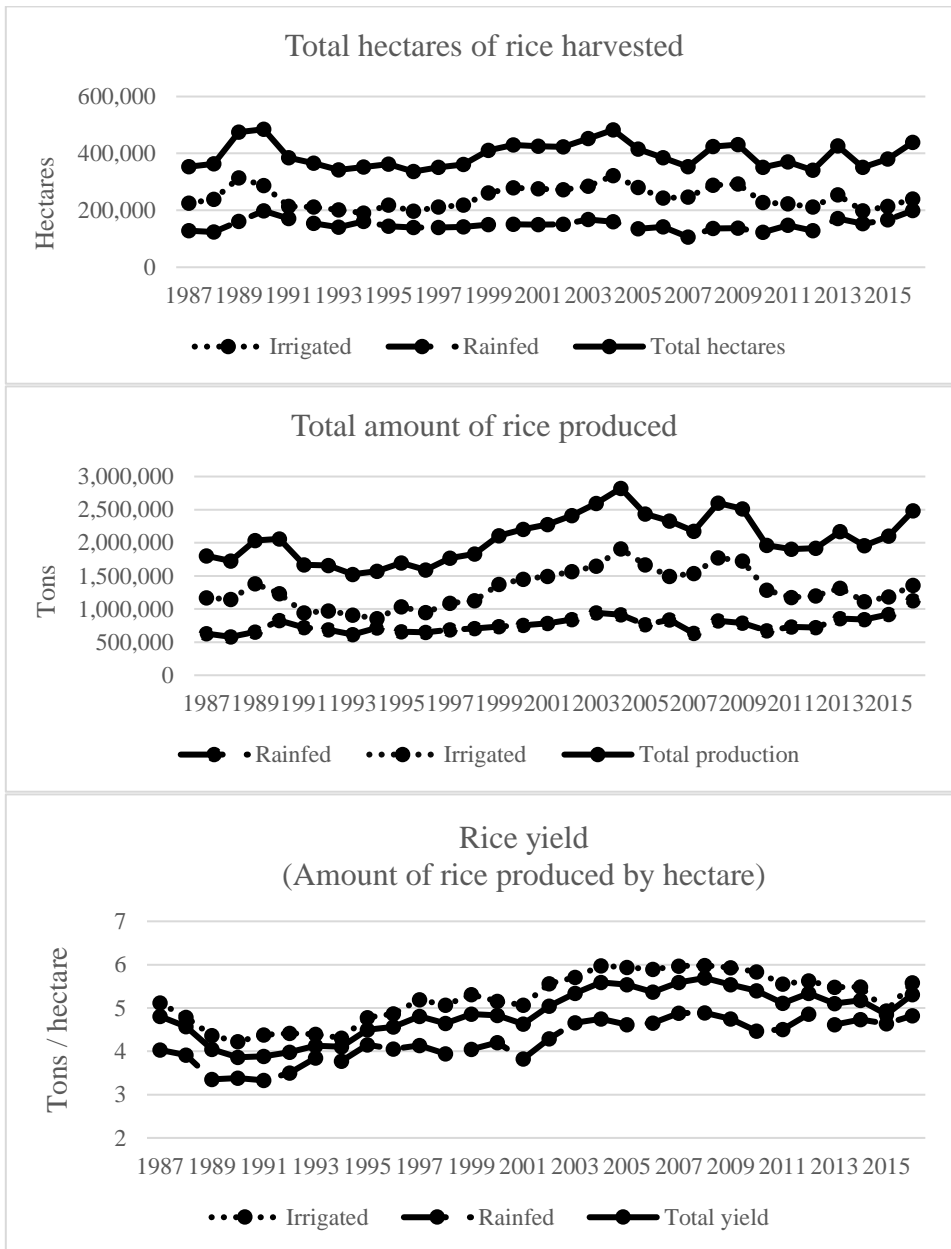 Total hectares of rice harvested
600,000
400,000
200,000
0
Hectares
1987 1989 1991 1993 1995 1997 1999 2001 2003 2005 2007 2009 2011 2013 2015
Irrigated Rainfed Total hectares
Total amount of rice produced
3,000,000
2,500,000
2,000,000
1,500,000
1,000,000
500,000
0
Tons
1987 1989 1991 1993 1995 1997 1999 2001 2003 2005 2007 2009 2011 2013 2015
Rainfed Irrigated Total production
Rice yield
(Amount of rice produced by hectare)
7
6
5
4
3
2
Tons / hectare
1987 1989 1991 1993 1995 1997 1999 2001 2003 2005 2007 2009 2011 2013 2015
Irrigated Rainfed Total yield